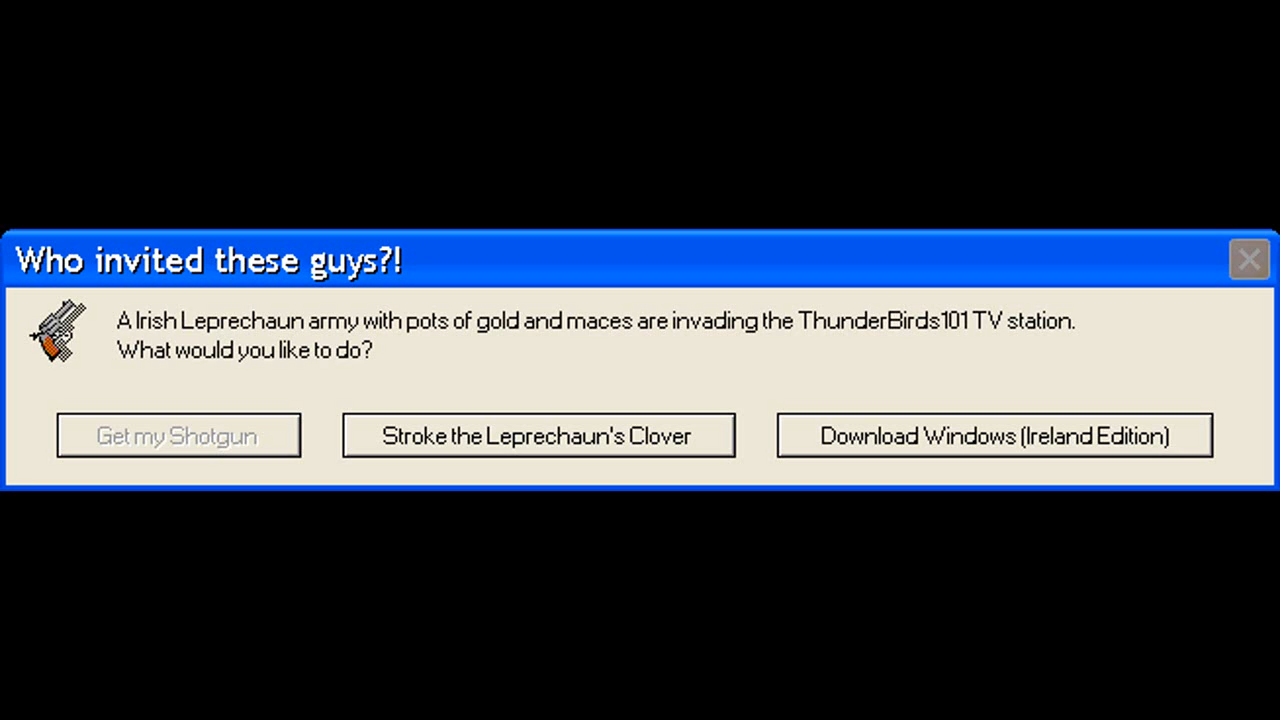 Who invited these guys?!
A Irish Leprechaun army with pots of gold and maces are invading the ThunderBirds101 TV station.
What would you like to do?
Get my Shotgun
Stroke the Leprechaun's Clover
Download Windows (Ireland Edition)